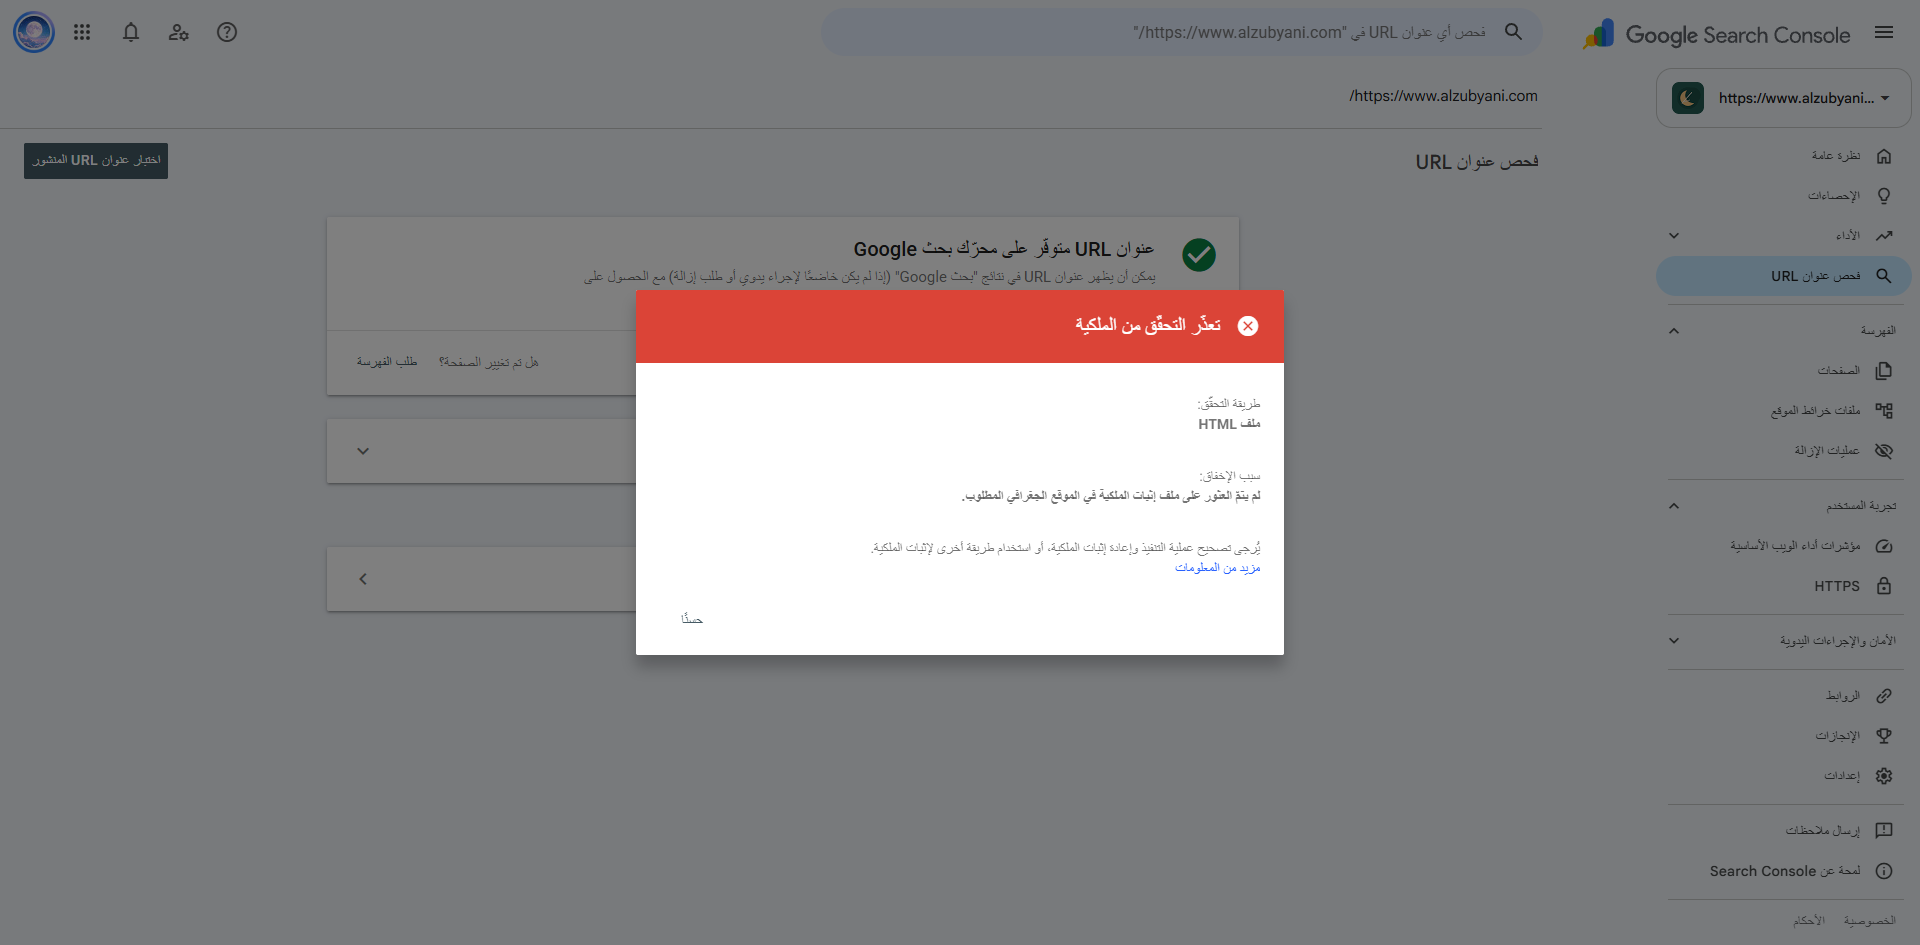 Google Search Console
فحص أي عنوان URL في "https://www.alzubyani.com/"
https://www.alzubyani...
https://www.alzubyani.com/
نظرة عامة
الإحصاءات
الأداء
فحص عنوان URL
الفهرسة
الصفحات
ملفات خرائط الموقع
عمليات الإزالة
تجربة المستخدم
مؤشرات أداء الويب الأساسية
HTTPS
الأمان والإجراءات اليدوية
الروابط
الإنجازات
إعدادات
إرسال ملاحظات
لمحة عن Search Console
الخصوصية الأحكام
فحص عنوان URL
اختبار عنوان URL المنشور
عنوان URL متوفّر على محرّك بحث Google
يمكن أن يظهر عنوان URL في نتائج "بحث Google" (إذا لم يكن خاضعًا لإجراء يدوي أو طلب إزالة) مع الحصول على
هل تم تغيير الصفحة؟ طلب الفهرسة
تعذّر التحقّق من الملكية
طريقة التحقّق:
ملف HTML
سبب الإخفاق:
لم يتمّ العثور على ملف إثبات الملكية في الموقع الجغرافي المطلوب.
يُرجى تصحيح عملية التنفيذ وإعادة إثبات الملكية، أو استخدام طريقة أخرى لإثبات الملكية.
مزيد من المعلومات
حسنًا